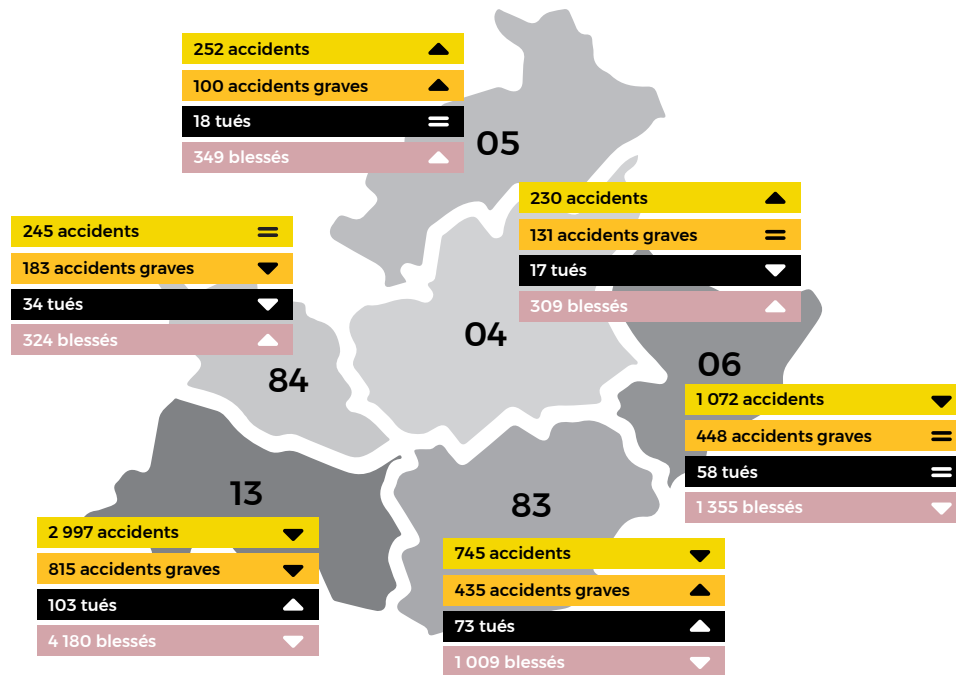 252 accidents
100 accidents graves
18 tués
349 blessés
05
230 accidents
131 accidents graves
17 tués
309 blessés
04
245 accidents
183 accidents graves
34 tués
324 blessés
84
06
1 072 accidents
448 accidents graves
58 tués
1 355 blessés
13
2 997 accidents
815 accidents graves
103 tués
4 180 blessés
83
745 accidents
435 accidents graves
73 tués
1 009 blessés